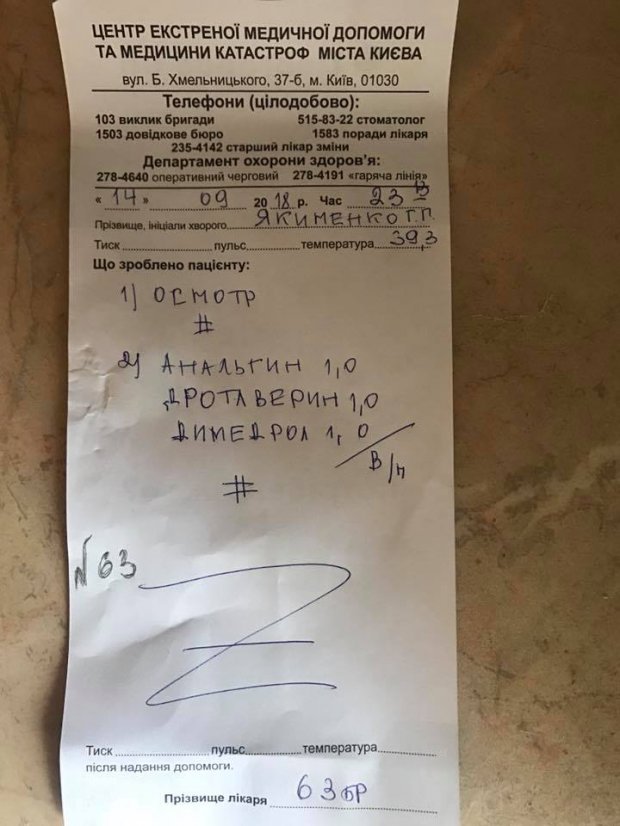 ЦЕНТР ЕКСТРЕНОЇ МЕДИЧНОЇ ДОПОМОГИ
ТА МЕДИЦИНИ КАТАСТРОФ МІСТА КИЄВА
вул. Б. Хмельницького, 37-б, м. Київ, 01030
Телефони (цілодобово):
103 виклик бригади 515-83-22 стоматолог
1503 довідкове бюро 1583 поради лікаря
235-4142 старший лікар зміни
Департамент охорони здоров'я:
278-4640 оперативний черговий 278-4191 «гаряча лінія»
« 14 » 09 2018 р. Час 23 13
Прізвище, ініціали хворого ЯКИМЕНКО Г.П.
Тиск пульс температура 39,3
Що зроблено пацієнту:
1) ОСМОТР
#
2) АНАЛЬГИН 1,0
ДРОТАВЕРИН 1,0
ДИМЕДРОЛ 1,0
В/м
#
N63
Z
Тиск пульс температура
після надання допомоги.
Прізвище лікаря 63 БР